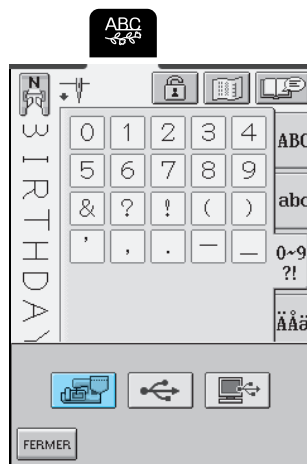 ABC
N
BIRTHDAY
0 1 2 3 4
5 6 7 8 9
& ? ! ( )
' , . — _
ABC
abc
0~9
?!
ÄÅä
FERMER